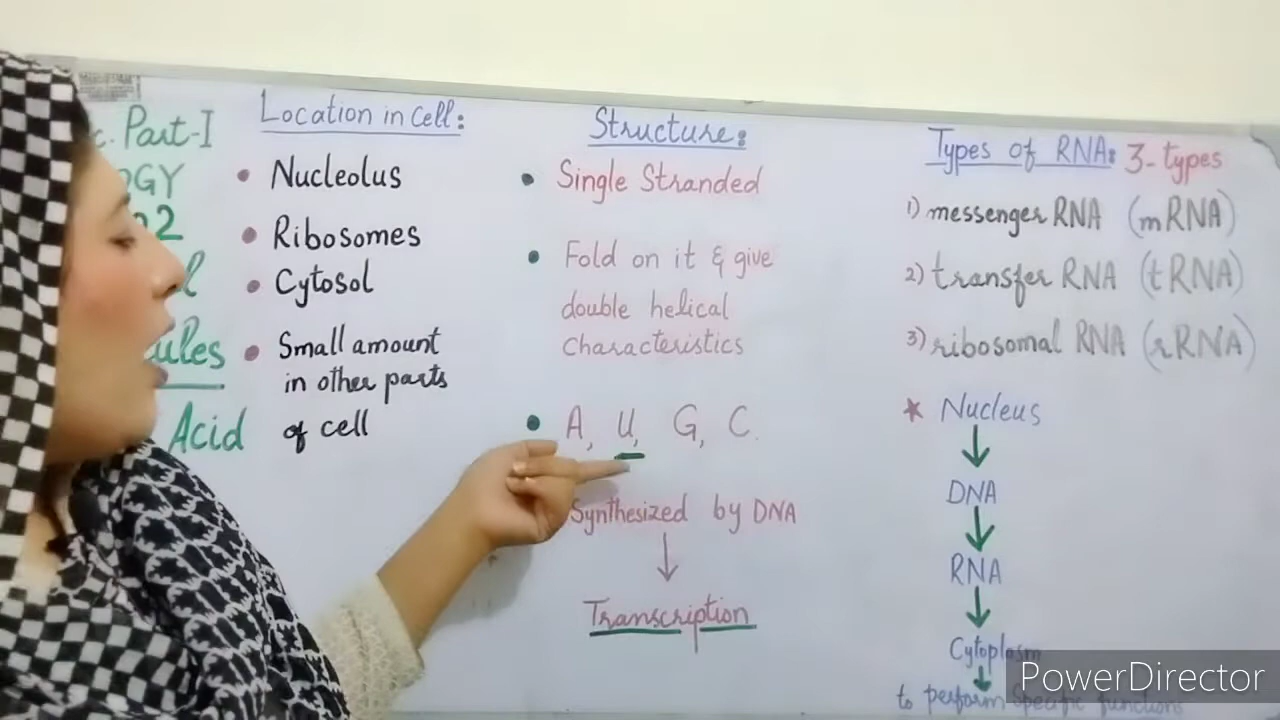 c. Part-I
OGY
2
ules
Acid
Location in Cell:
• Nucleolus
• Ribosomes
• Cytosol
• Small amount
in other parts
of cell
Structure:
• Single Stranded
• Fold on it & give
double helical
characteristics
• A, U, G, C.
Synthesized by DNA
↓
Transcription
Types of RNA: 3-types
1) messenger RNA (mRNA)
2) transfer RNA (tRNA)
3) ribosomal RNA (rRNA)
* Nucleus
↓
DNA
↓
RNA
↓
Cytoplasm
↓
to perform Specific functions
PowerDirector